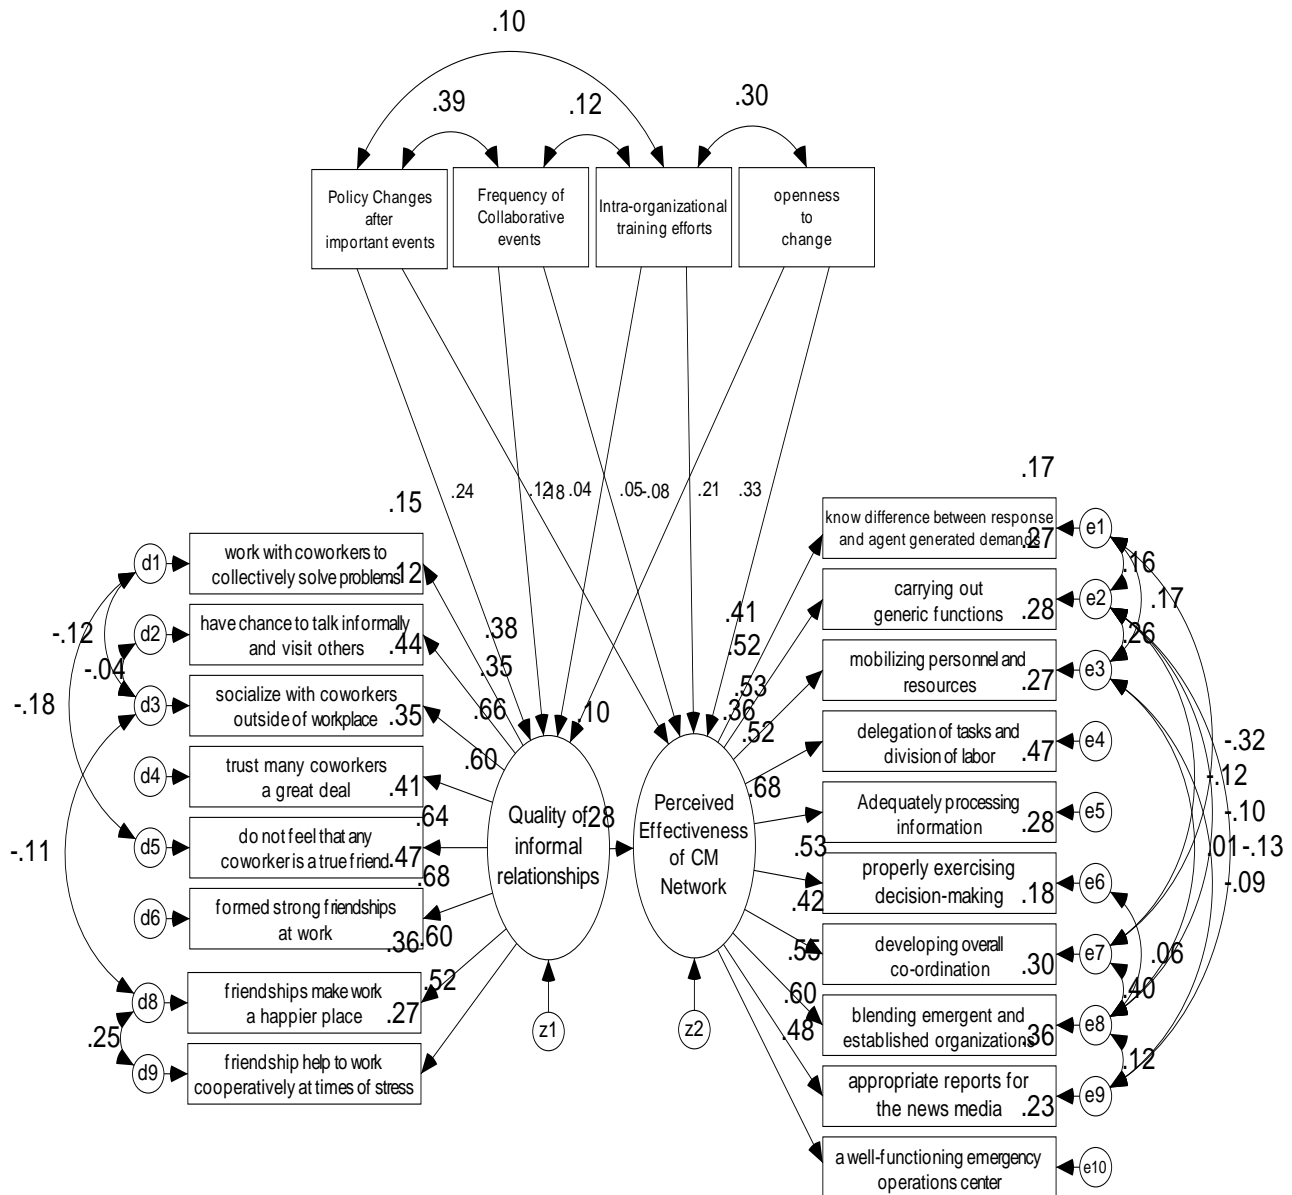 .10
.39
.12
.30
Policy Changes
after
important events
Frequency of
Collaborative
events
Intra-organizational
training efforts
openness
to
change
.24
.12
.18
.04
.05
-.08
.21
.33
.15
work with coworkers to
collectively solve problems
.12
have chance to talk informally
and visit others
.44
socialize with coworkers
outside of workplace
.35
trust many coworkers
a great deal
.41
do not feel that any
coworker is a true friend
.47
formed strong friendships
at work
.36
friendships make work
a happier place
.27
friendship help to work
cooperatively at times of stress
d1
d2
d3
d4
d5
d6
d8
d9
-.12
-.04
-.18
-.11
.25
.38
.35
.66
.60
.64
.68
.60
.52
.10
Quality of
informal
relationships
.28
z1
.36
Perceived
Effectiveness
of CM
Network
z2
.41
.52
.53
.52
.68
.53
.42
.55
.60
.48
.17
know difference between response
and agent generated demands
.27
carrying out
generic functions
.28
mobilizing personnel and
resources
.27
delegation of tasks and
division of labor
.47
Adequately processing
information
.28
properly exercising
decision-making
.18
developing overall
co-ordination
.30
blending emergent and
established organizations
.36
appropriate reports for
the news media
.23
a well-functioning emergency
operations center
e1
e2
e3
e4
e5
e6
e7
e8
e9
e10
.16
.17
.26
-.32
-.12
-.10
.01
-.13
-.09
.06
.40
.12